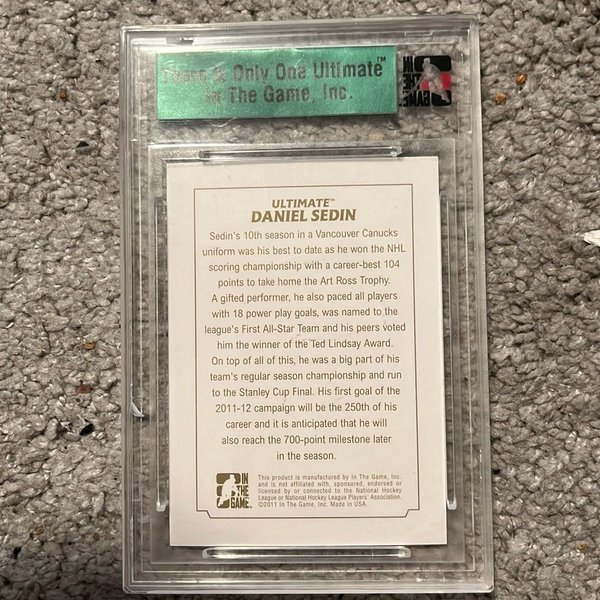 There is Only One Ultimate™
In The Game, Inc.
IN
THE
GAME
ULTIMATE™
DANIEL SEDIN
Sedin's 10th season in a Vancouver Canucks
uniform was his best to date as he won the NHL
scoring championship with a career-best 104
points to take home the Art Ross Trophy.
A gifted performer, he also paced all players
with 18 power play goals, was named to the
league's First All-Star Team and his peers voted
him the winner of the Ted Lindsay Award.
On top of all of this, he was a big part of his
team's regular season championship and run
to the Stanley Cup Final. His first goal of the
2011-12 campaign will be the 250th of his
career and it is anticipated that he will
also reach the 700-point milestone later
in the season.
IN
THE
GAME
This product is manufactured by In The Game, Inc.
and is not affiliated with, sponsored, endorsed or
licensed by or connected to the National Hockey
League or National Hockey League Players' Association.
©2011 In The Game, Inc. Made in USA.